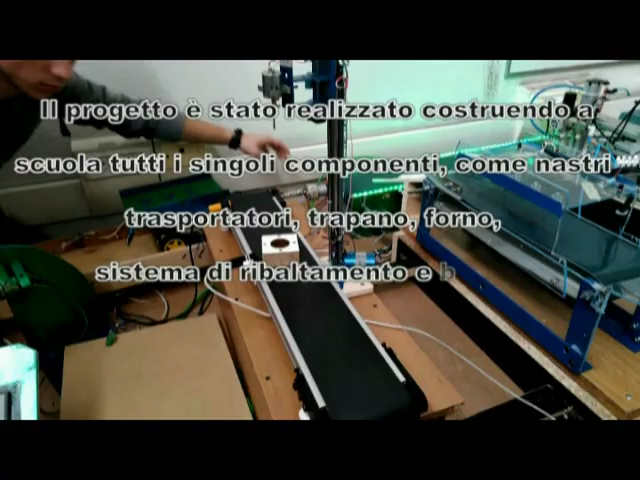 Il progetto è stato realizzato costruendo a
scuola tutti i singoli componenti, come nastri
trasportatori, trapano, forno,
sistema di ribaltamento e b